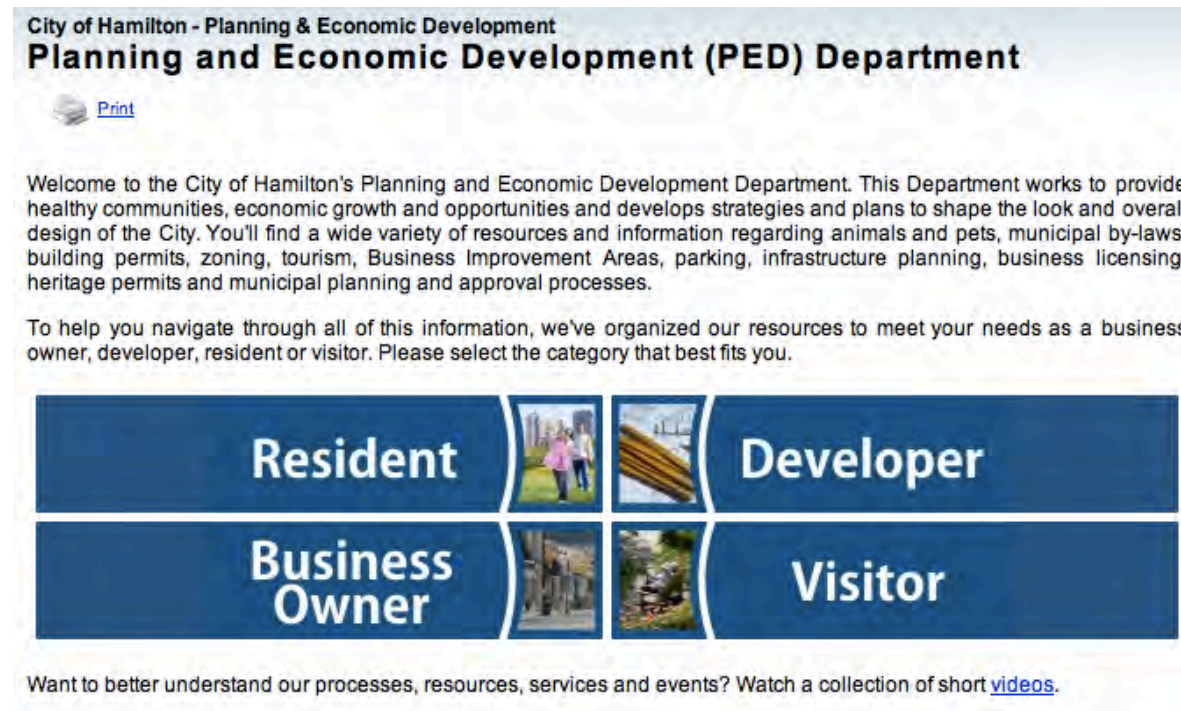 City of Hamilton - Planning & Economic Development
Planning and Economic Development (PED) Department
Print
Welcome to the City of Hamilton's Planning and Economic Development Department. This Department works to provide
healthy communities, economic growth and opportunities and develops strategies and plans to shape the look and overal
design of the City. You'll find a wide variety of resources and information regarding animals and pets, municipal by-laws
building permits, zoning, tourism, Business Improvement Areas, parking, infrastructure planning, business licensing
heritage permits and municipal planning and approval processes.
To help you navigate through all of this information, we've organized our resources to meet your needs as a business
owner, developer, resident or visitor. Please select the category that best fits you.
Resident
Developer
Business
Owner
Visitor
Want to better understand our processes, resources, services and events? Watch a collection of short videos.